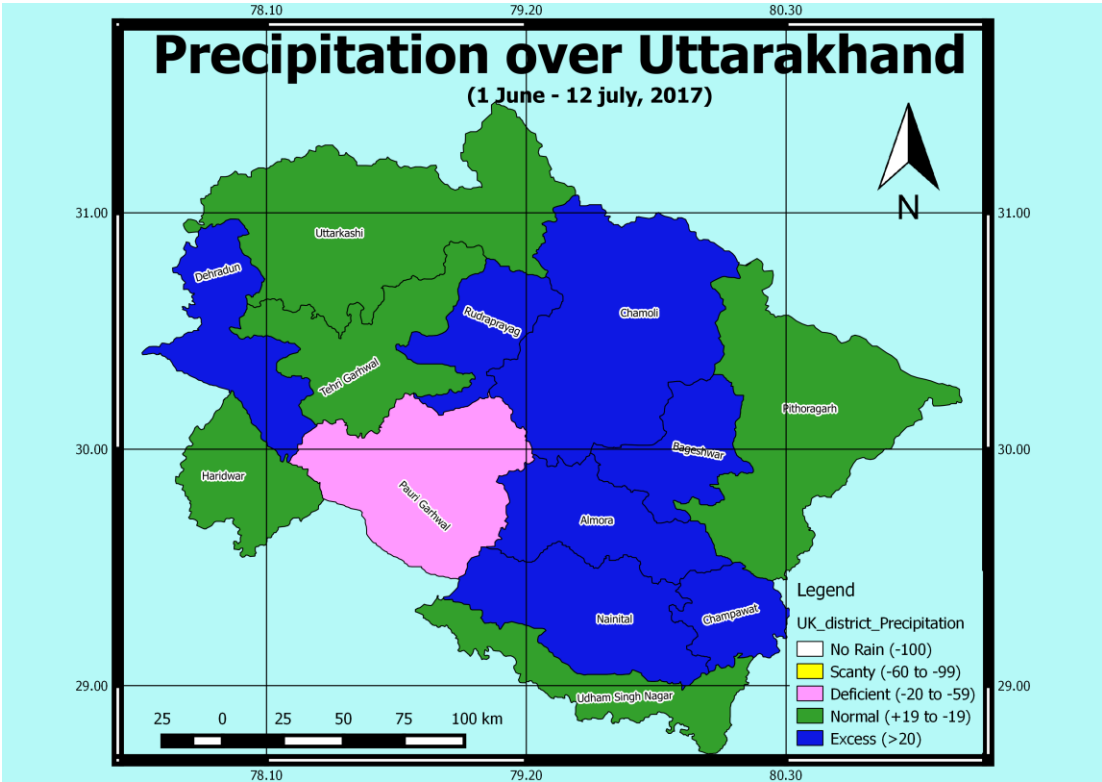 78.10 79.20 80.30
Precipitation over Uttarakhand
(1 June - 12 july, 2017)
N
31.00 31.00
Uttarkashi
Dehradun
Rudraprayag
Chamoli
Tehri Garhwal
Pithoragarh
30.00 30.00
Bageshwar
Haridwar
Pauri Garhwal
Almora
Nainital
Champawat
Udham Singh Nagar
29.00 29.00
Legend
UK_district_Precipitation
No Rain (-100)
Scanty (-60 to -99)
Deficient (-20 to -59)
Normal (+19 to -19)
Excess (>20)
25 0 25 50 75 100 km
78.10 79.20 80.30